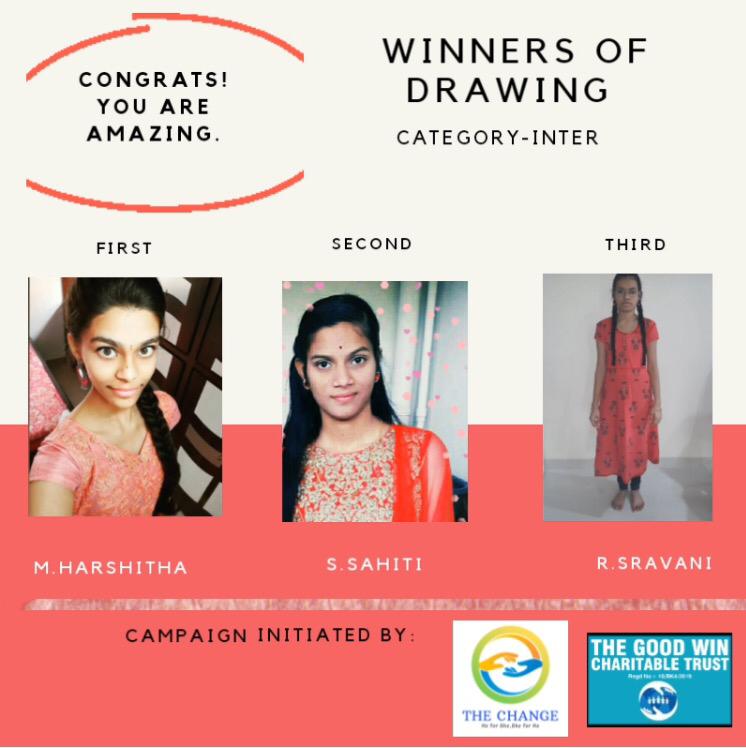 CONGRATS!
YOU ARE
AMAZING.
WINNERS OF
DRAWING
CATEGORY-INTER
FIRST
SECOND
THIRD
M.HARSHITHA
S.SAHITI
R.SRAVANI
CAMPAIGN INITIATED BY:
THE CHANGE
THE GOOD WIN
CHARITABLE TRUST